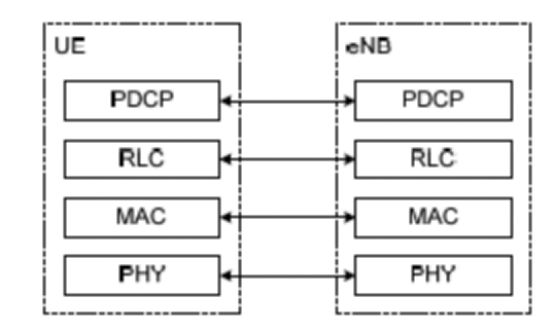 UE eNB
PDCP PDCP
RLC RLC
MAC MAC
PHY PHY